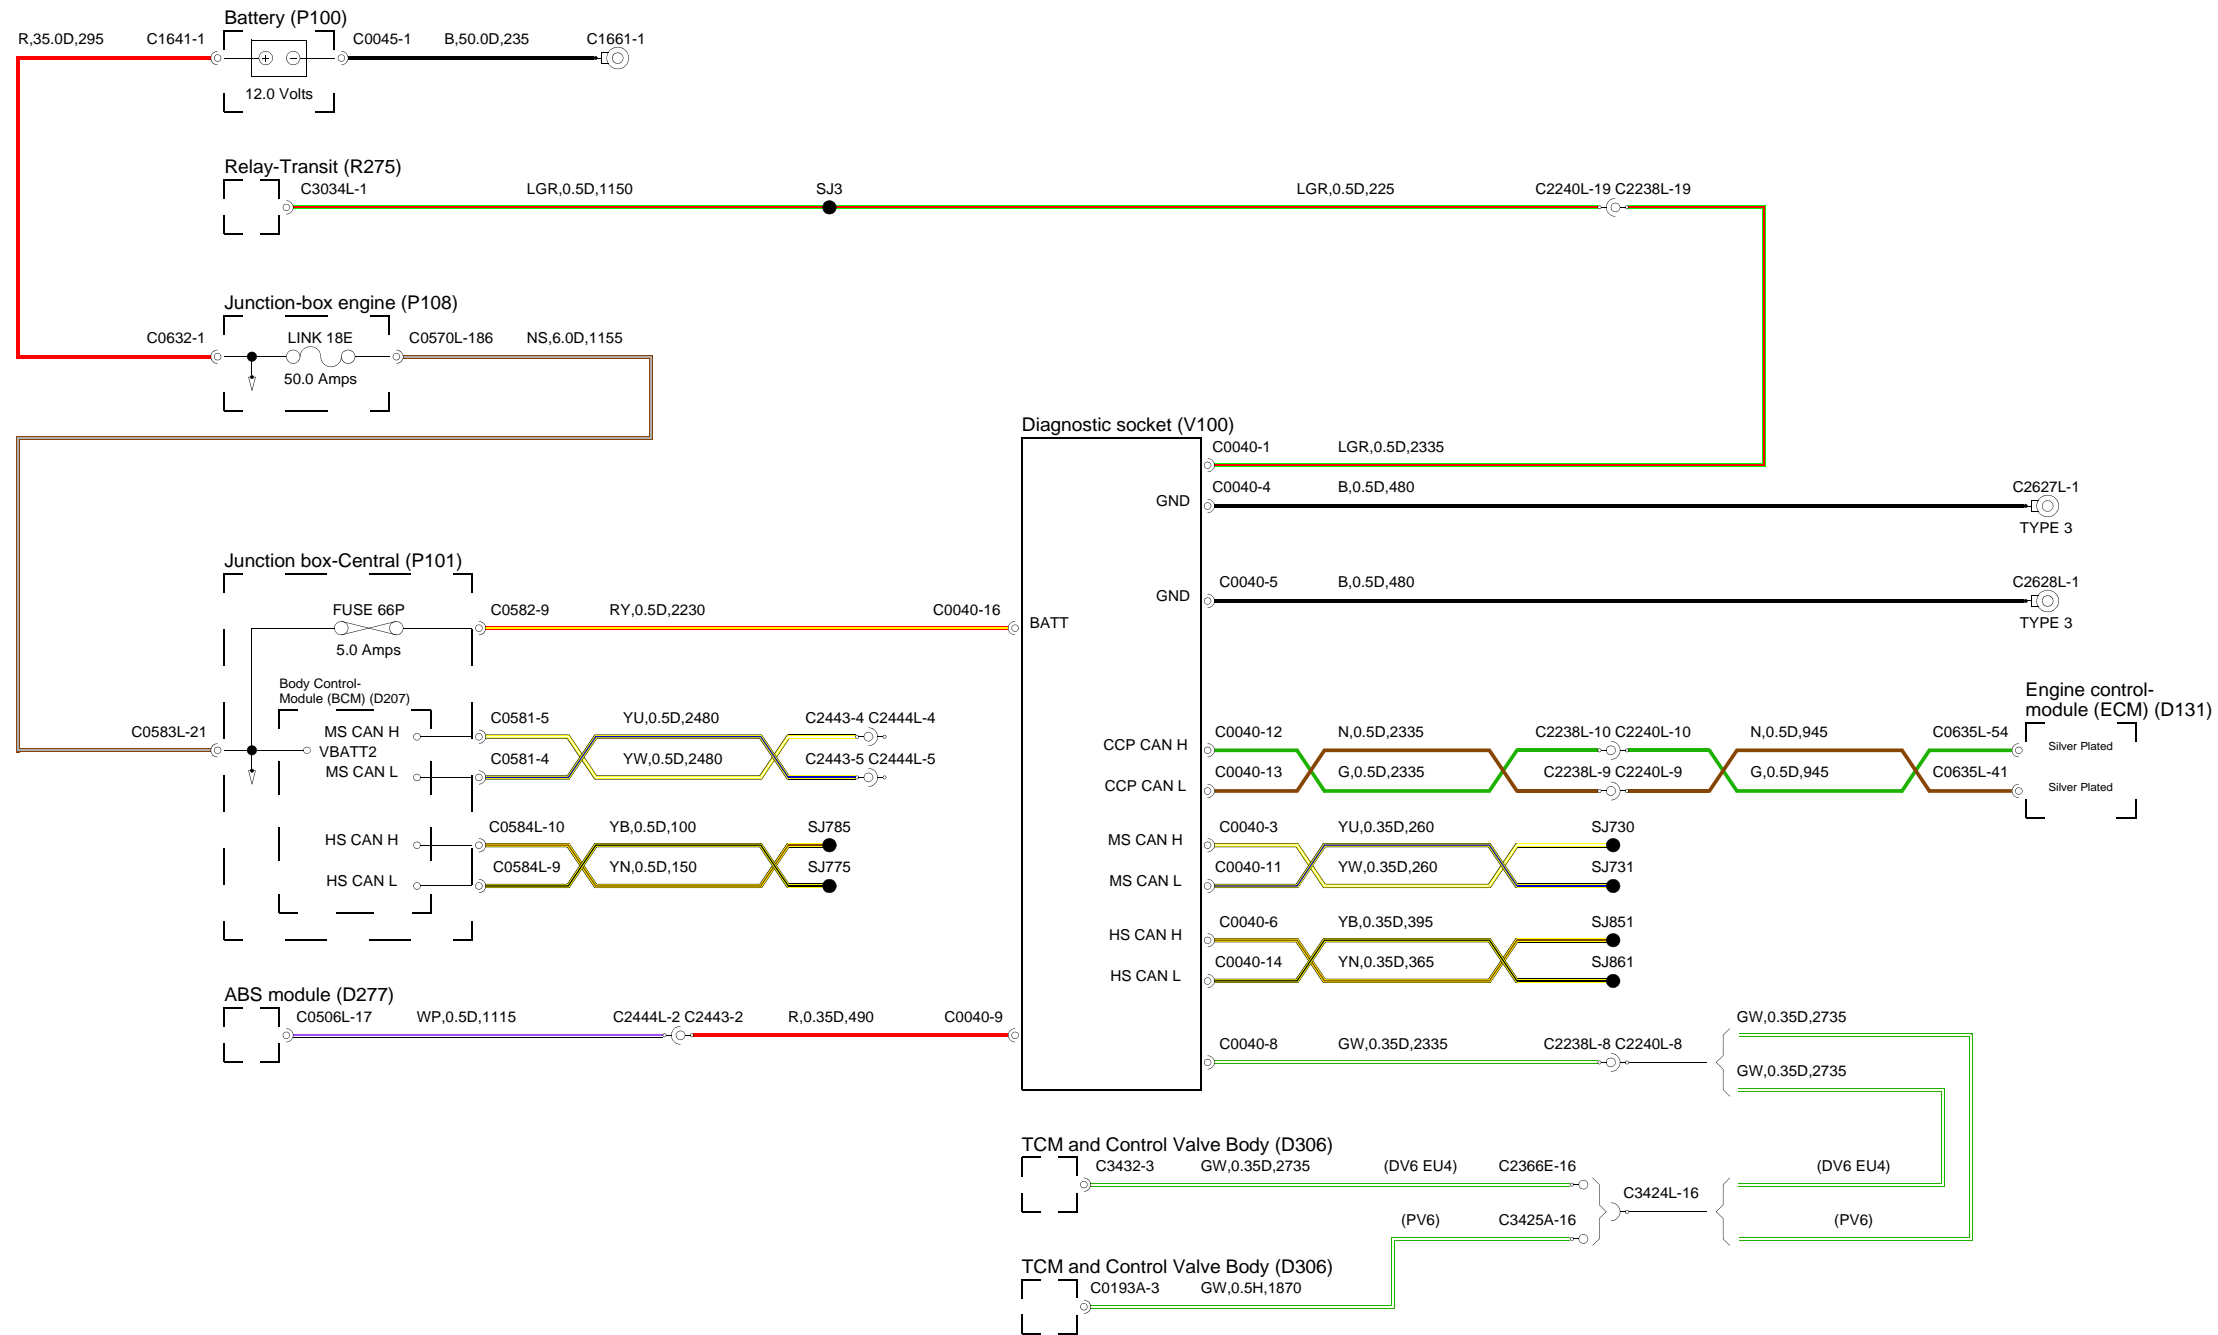 Battery (P100)
R,35.0D,295
C1641-1
C0045-1
B,50.0D,235
C1661-1
12.0 Volts
Relay-Transit (R275)
C3034L-1
LGR,0.5D,1150
SJ3
LGR,0.5D,225
C2240L-19 C2238L-19
Junction-box engine (P108)
C0632-1
LINK 18E
C0570L-186
NS,6.0D,1155
50.0 Amps
Diagnostic socket (V100)
C0040-1
LGR,0.5D,2335
GND
C0040-4
B,0.5D,480
C2627L-1
TYPE 3
Junction box-Central (P101)
GND
C0040-5
B,0.5D,480
C2628L-1
TYPE 3
FUSE 66P
C0582-9
RY,0.5D,2230
C0040-16
BATT
5.0 Amps
Body Control-
Module (BCM) (D207)
C0583L-21
MS CAN H
VBATT2
MS CAN L
C0581-5
YU,0.5D,2480
C2443-4 C2444L-4
C0581-4
YW,0.5D,2480
C2443-5 C2444L-5
Engine control-
module (ECM) (D131)
CCP CAN H
C0040-12
N,0.5D,2335
C2238L-10 C2240L-10
N,0.5D,945
C0635L-54
Silver Plated
CCP CAN L
C0040-13
G,0.5D,2335
C2238L-9 C2240L-9
G,0.5D,945
C0635L-41
Silver Plated
HS CAN H
C0584L-10
YB,0.5D,100
SJ785
HS CAN L
C0584L-9
YN,0.5D,150
SJ775
MS CAN H
C0040-3
YU,0.35D,260
SJ730
MS CAN L
C0040-11
YW,0.35D,260
SJ731
HS CAN H
C0040-6
YB,0.35D,395
SJ851
HS CAN L
C0040-14
YN,0.35D,365
SJ861
ABS module (D277)
C0506L-17
WP,0.5D,1115
C2444L-2 C2443-2
R,0.35D,490
C0040-9
C0040-8
GW,0.35D,2335
C2238L-8 C2240L-8
GW,0.35D,2735
GW,0.35D,2735
TCM and Control Valve Body (D306)
C3432-3
GW,0.35D,2735
(DV6 EU4)
C2366E-16
C3424L-16
(DV6 EU4)
(PV6)
C3425A-16
(PV6)
TCM and Control Valve Body (D306)
C0193A-3
GW,0.5H,1870